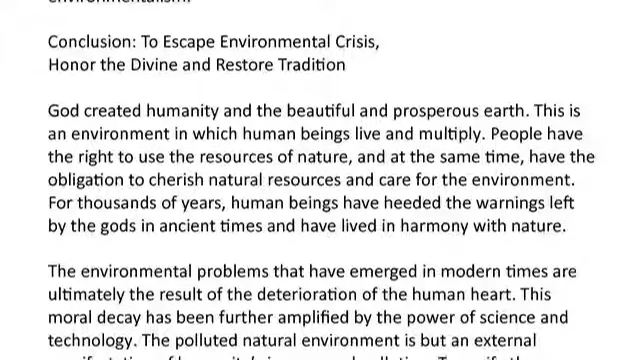 environmentalism.
Conclusion: To Escape Environmental Crisis,
Honor the Divine and Restore Tradition
God created humanity and the beautiful and prosperous earth. This is
an environment in which human beings live and multiply. People have
the right to use the resources of nature, and at the same time, have the
obligation to cherish natural resources and care for the environment.
For thousands of years, human beings have heeded the warnings left
by the gods in ancient times and have lived in harmony with nature.
The environmental problems that have emerged in modern times are
ultimately the result of the deterioration of the human heart. This
moral decay has been further amplified by the power of science and
technology. The polluted natural environment is but an external